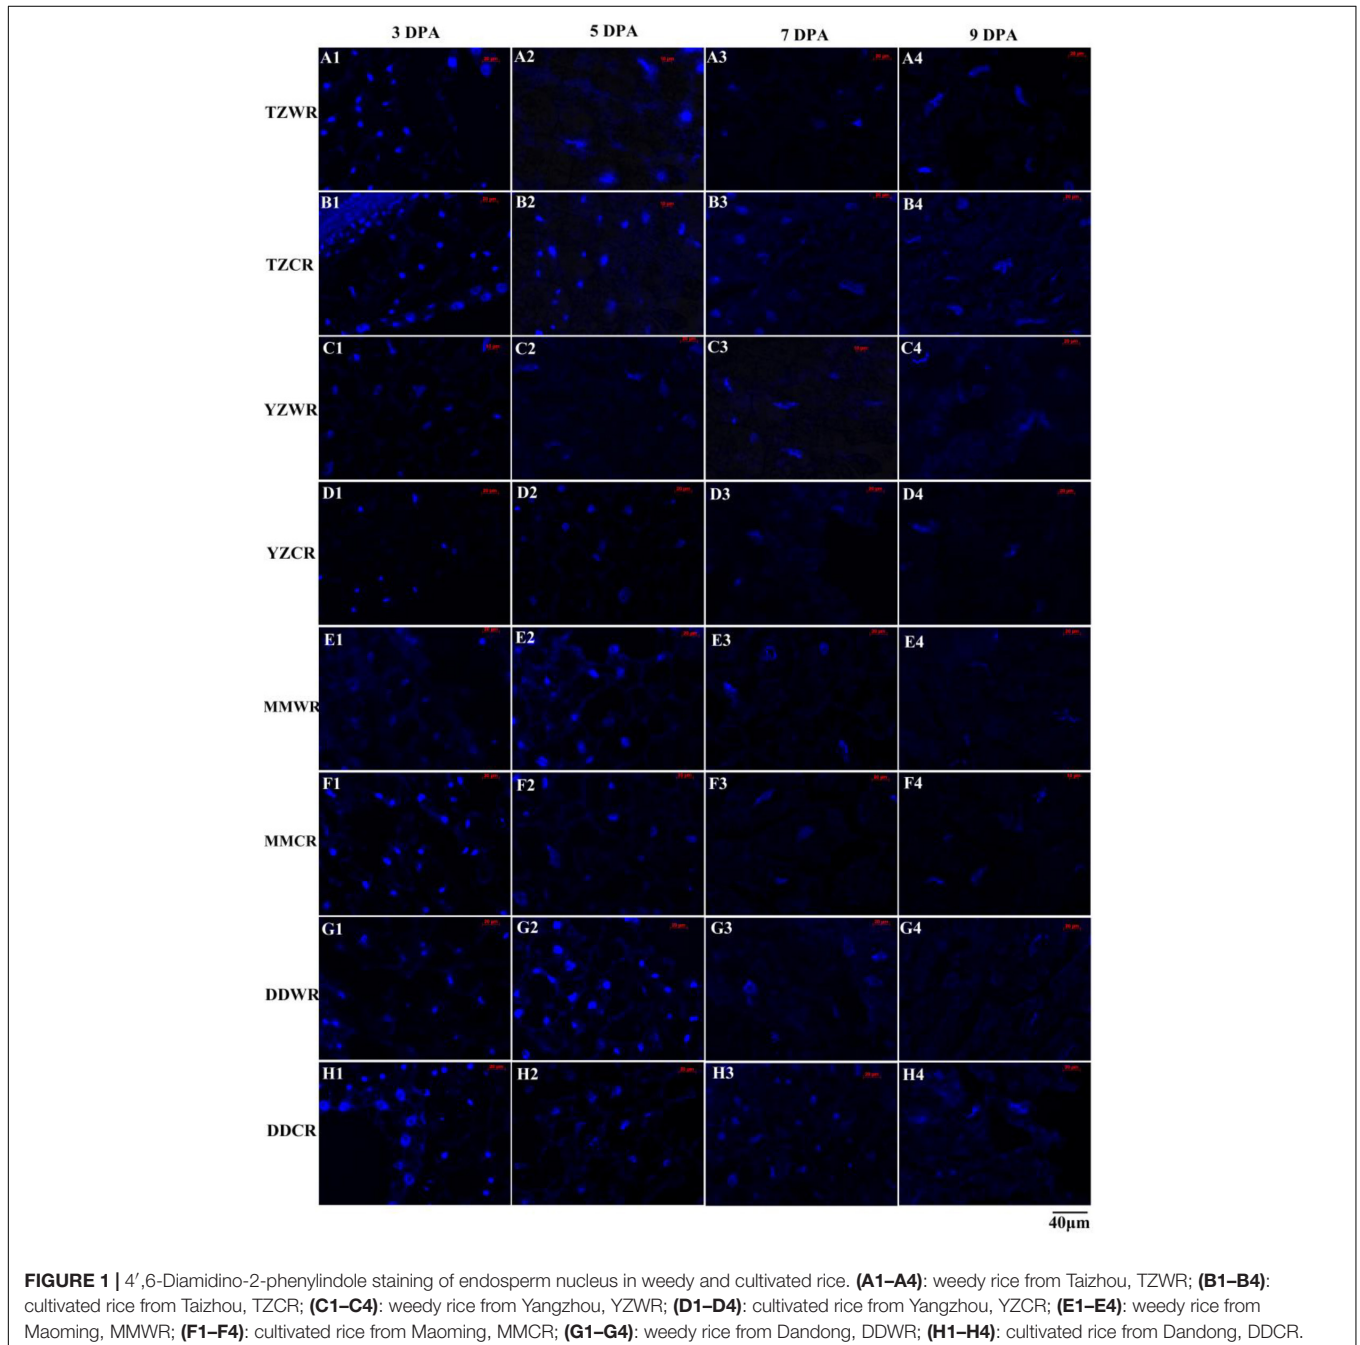 3 DPA 5 DPA 7 DPA 9 DPA
A1 A2 A3 A4
TZWR
B1 B2 B3 B4
TZCR
C1 C2 C3 C4
YZWR
D1 D2 D3 D4
YZCR
E1 E2 E3 E4
MMWR
F1 F2 F3 F4
MMCR
G1 G2 G3 G4
DDWR
H1 H2 H3 H4
DDCR
40μm
FIGURE 1 | 4′,6-Diamidino-2-phenylindole staining of endosperm nucleus in weedy and cultivated rice. (A1–A4): weedy rice from Taizhou, TZWR; (B1–B4):
cultivated rice from Taizhou, TZCR; (C1–C4): weedy rice from Yangzhou, YZWR; (D1–D4): cultivated rice from Yangzhou, YZCR; (E1–E4): weedy rice from
Maoming, MMWR; (F1–F4): cultivated rice from Maoming, MMCR; (G1–G4): weedy rice from Dandong, DDWR; (H1–H4): cultivated rice from Dandong, DDCR.